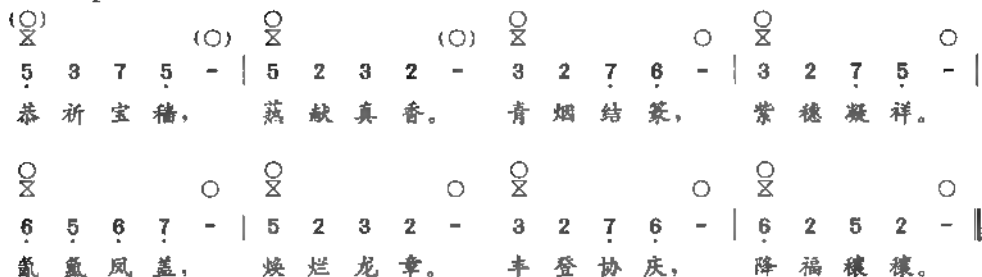 5 3 7 5 - | 5 2 3 2 - 3 2 7 6 - | 3 2 7 5 - |
恭祈宝穑， 献真香。 青烟结篆， 紫穗凝祥。
6 5 6 7 - | 5 2 3 2 - 3 2 7 6 - | 6 2 5 2 - ‖
氤氲凤盖， 焕烂龙章。 丰登协庆， 降福穰穰。